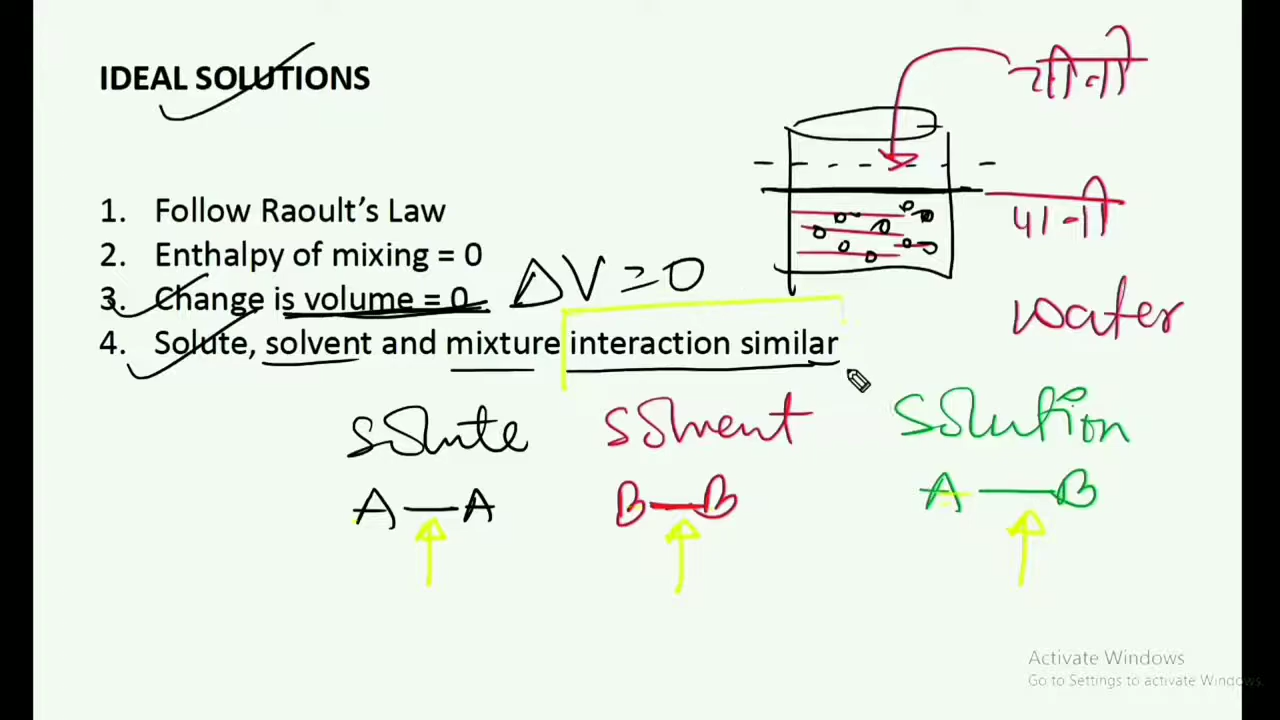 IDEAL SOLUTIONS
1. Follow Raoult’s Law
2. Enthalpy of mixing = 0
3. Change is volume = 0
ΔV = 0
4. Solute, solvent and mixture interaction similar
चीनी
पानी
water
solute
solvent
solution
A — A
B — B
A — B
Activate Windows
Go to Settings to activate Windows.